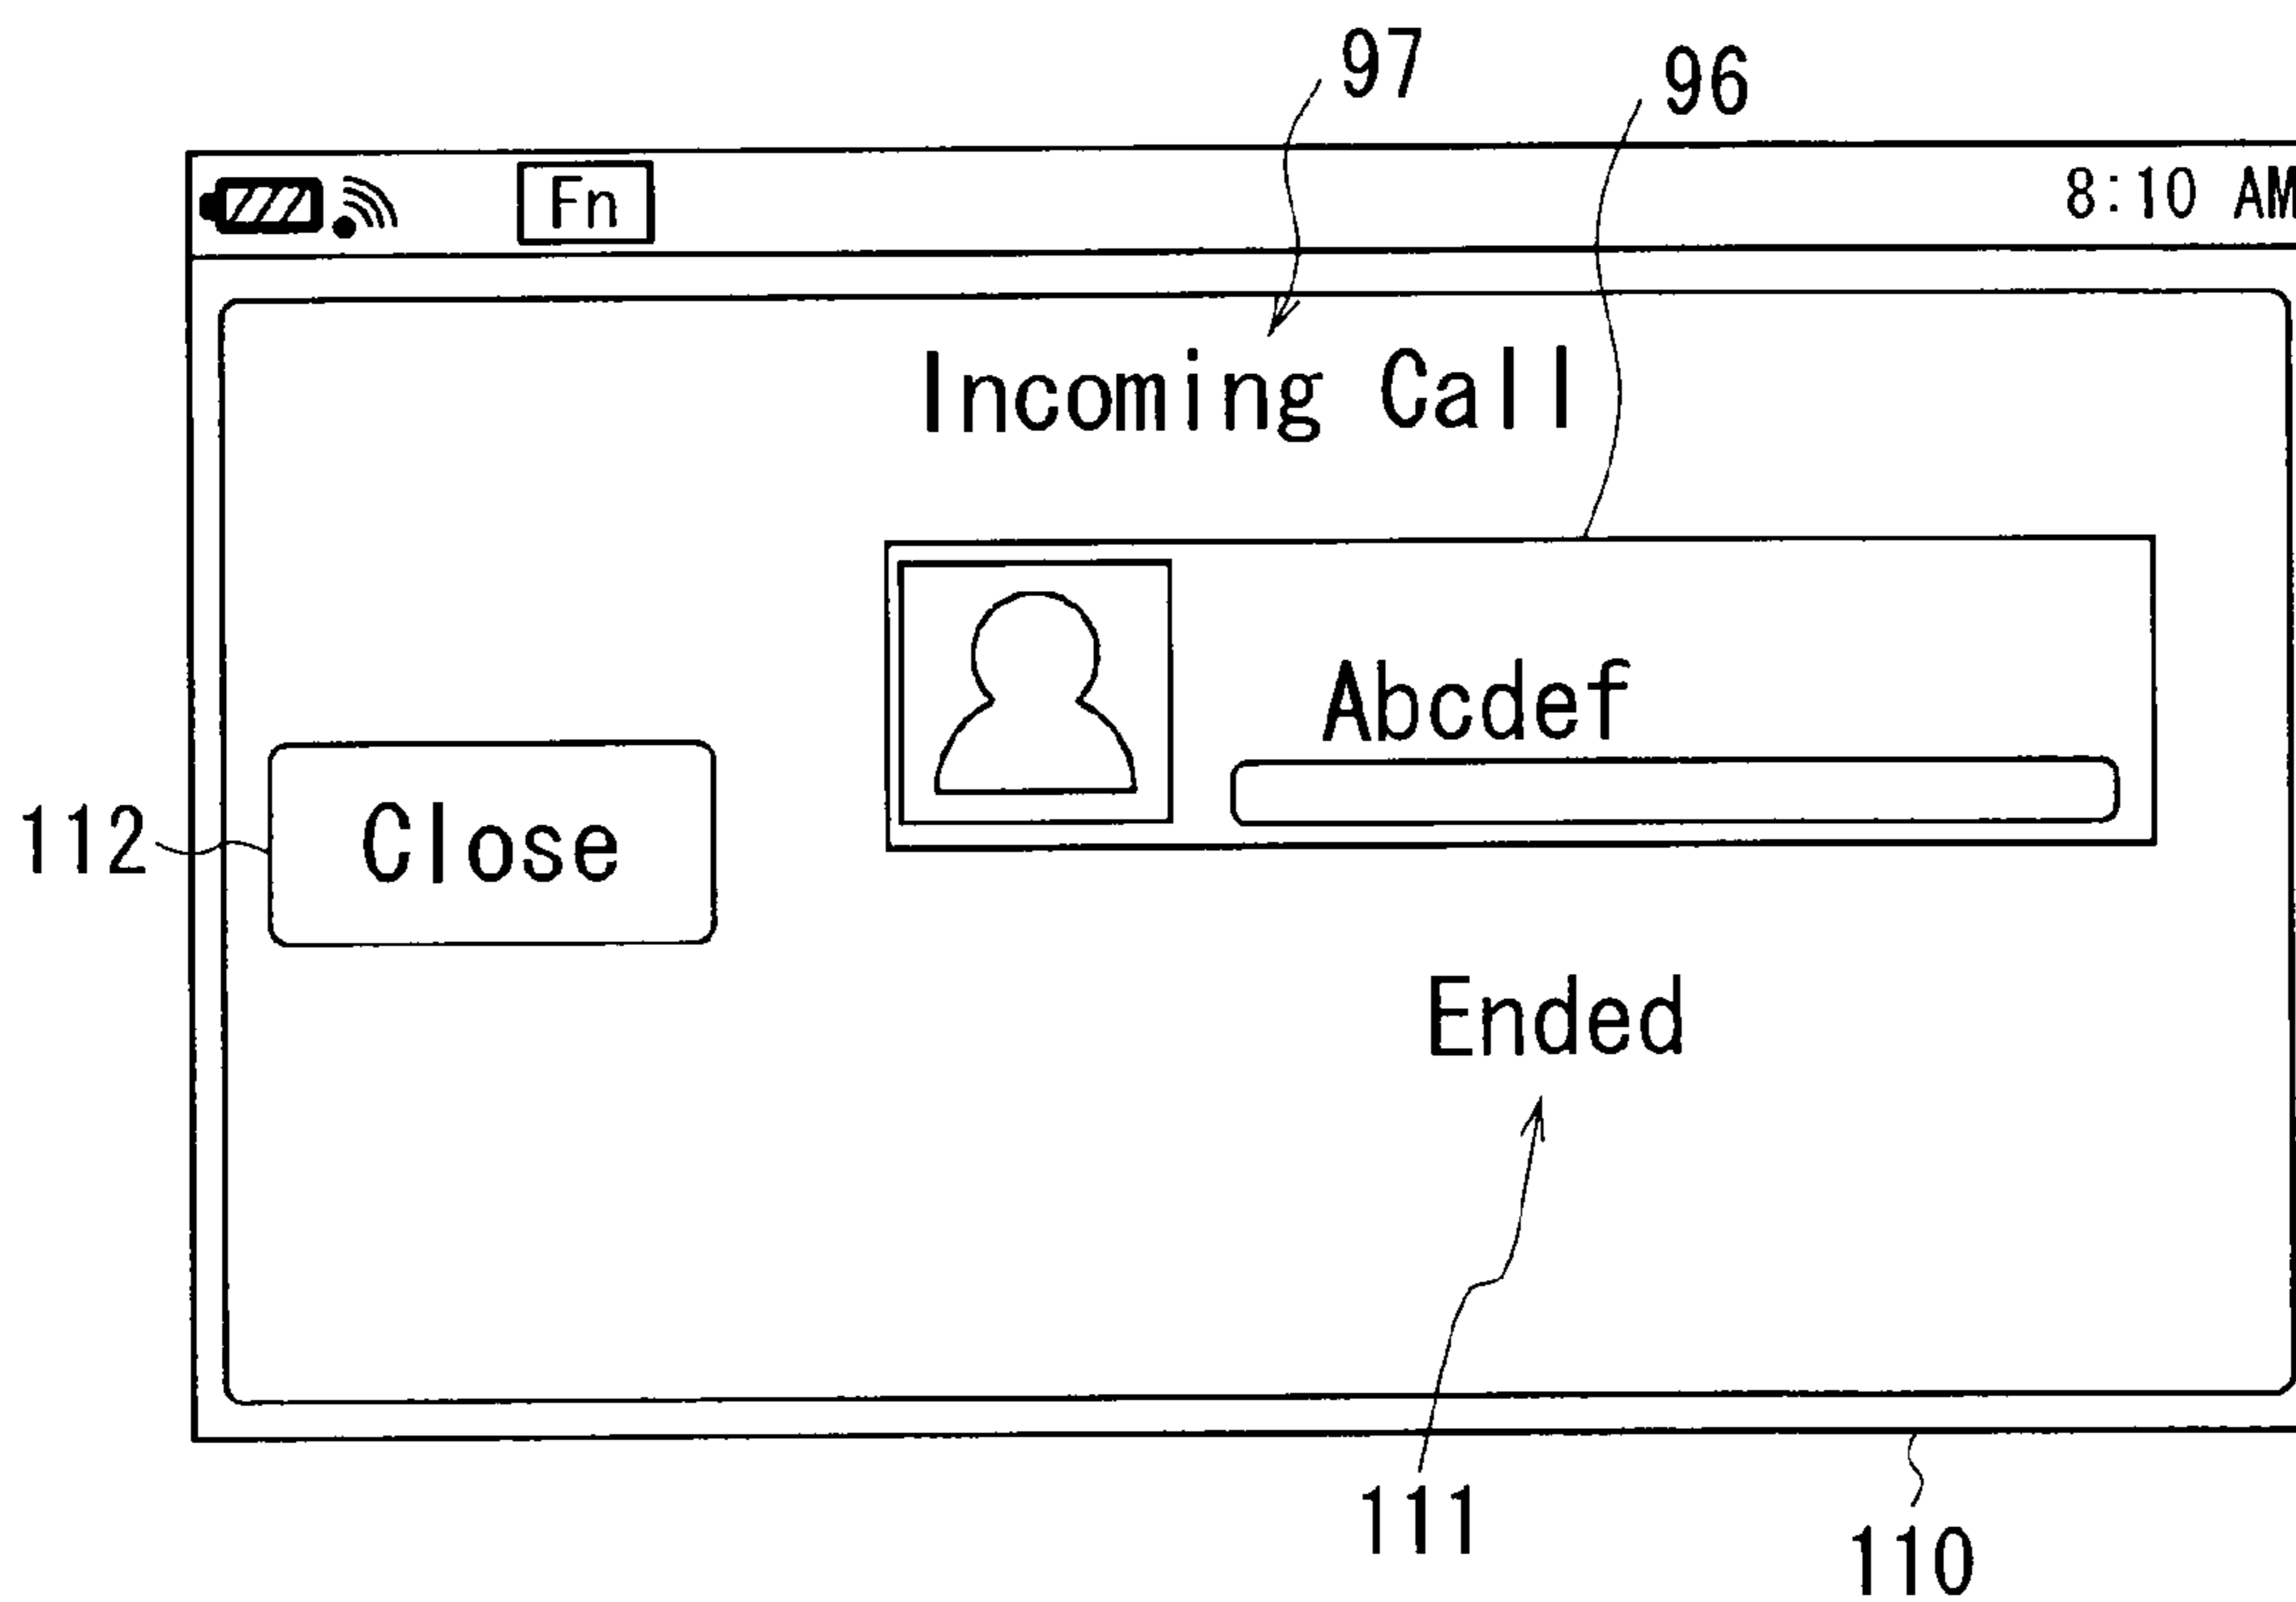 97
96
Fn
8:10 AM
Incoming Call
Abcdef
112
Close
Ended
111
110